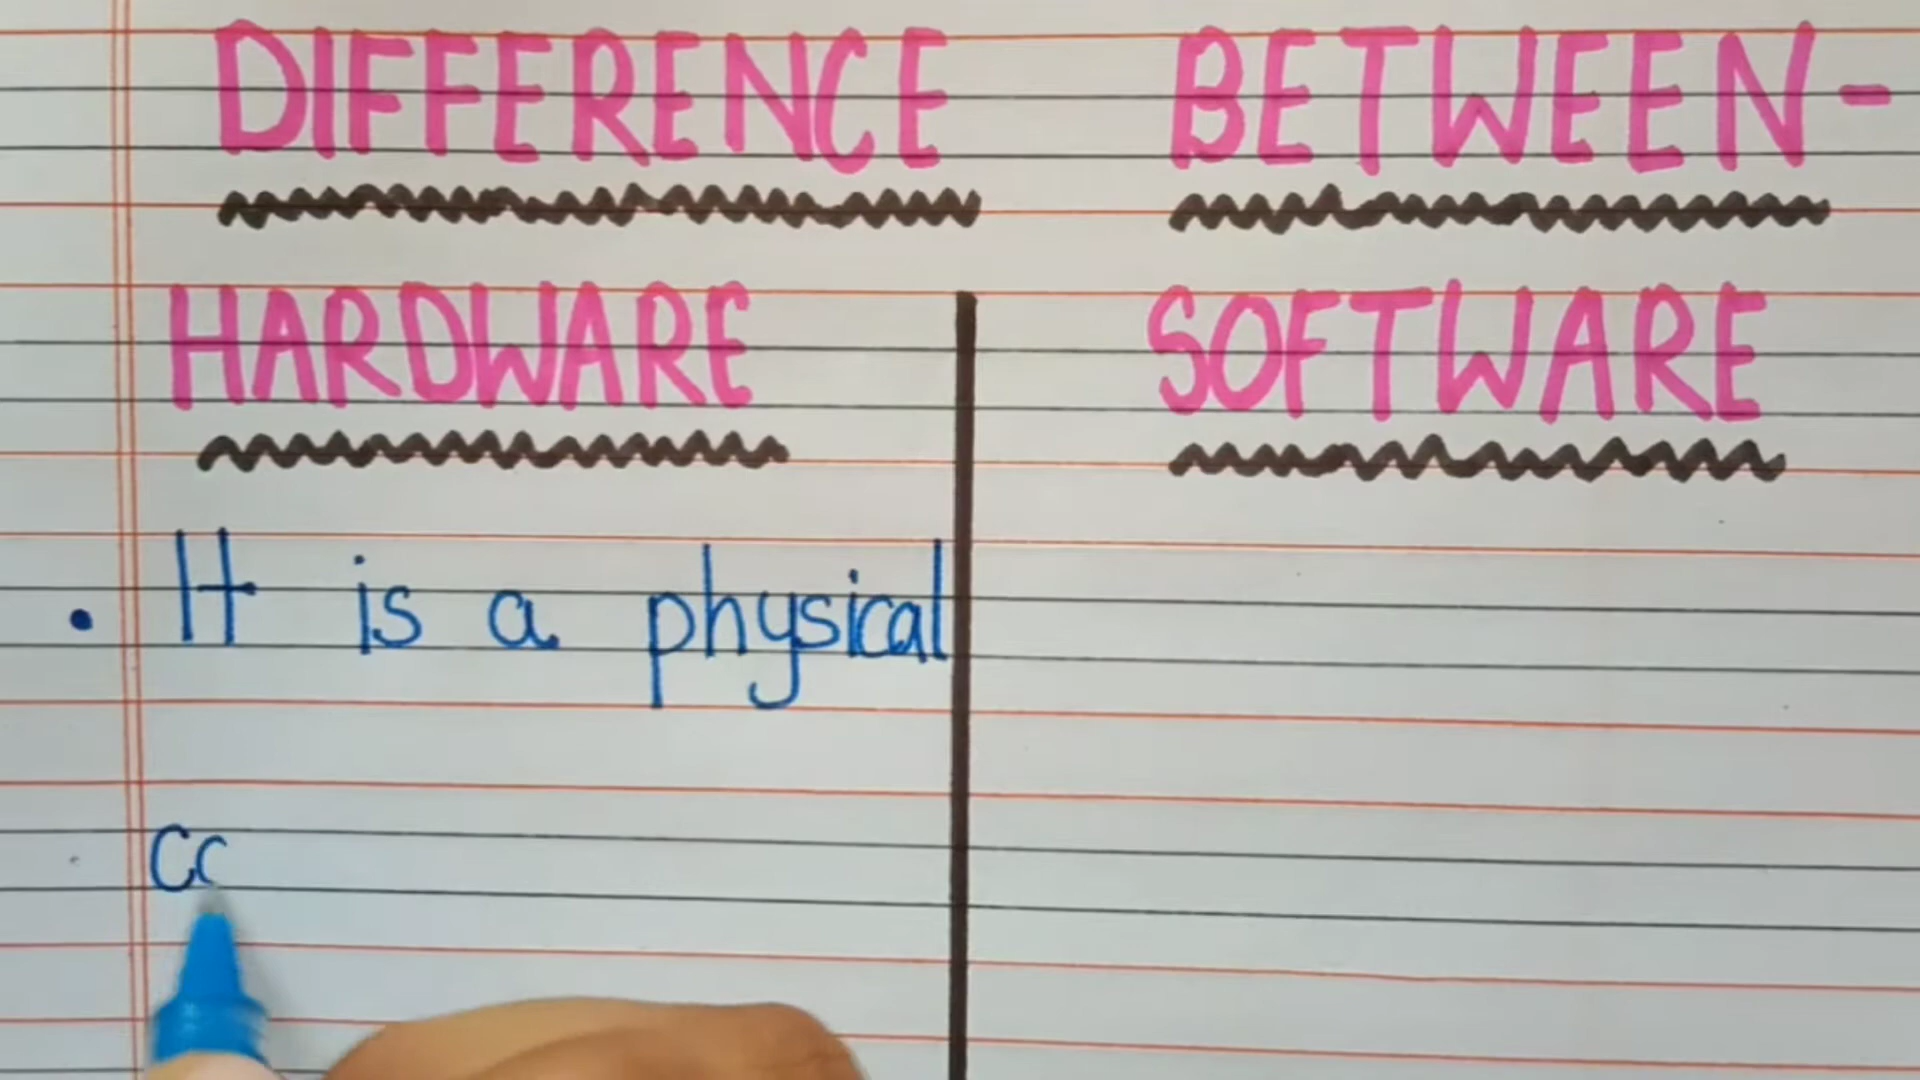 DIFFERENCE BETWEEN-
HARDWARE
SOFTWARE
• It is a physical